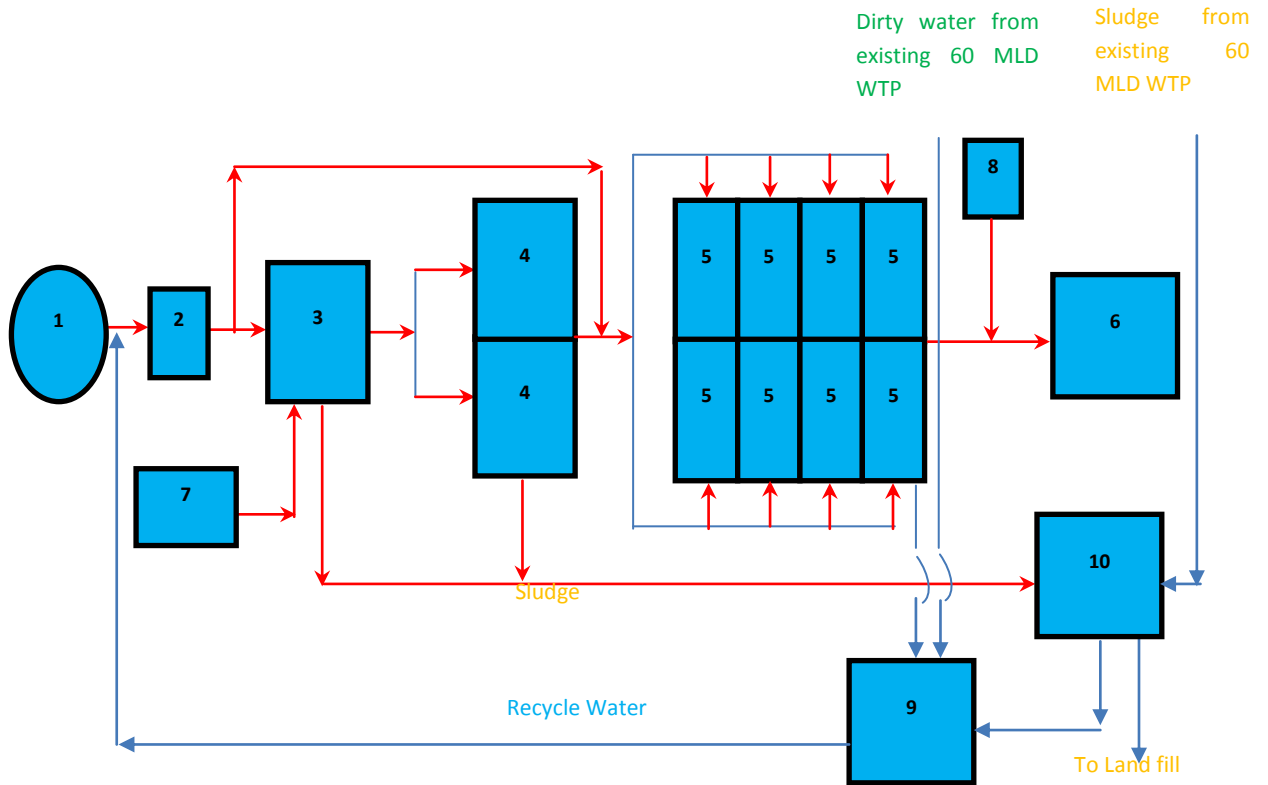 Dirty water from
existing 60 MLD
WTP
Sludge from
existing 60
MLD WTP
8
4
5 5 5 5
1
2
3
6
4
5 5 5 5
7
10
Sludge
Recycle Water
9
To Land fill